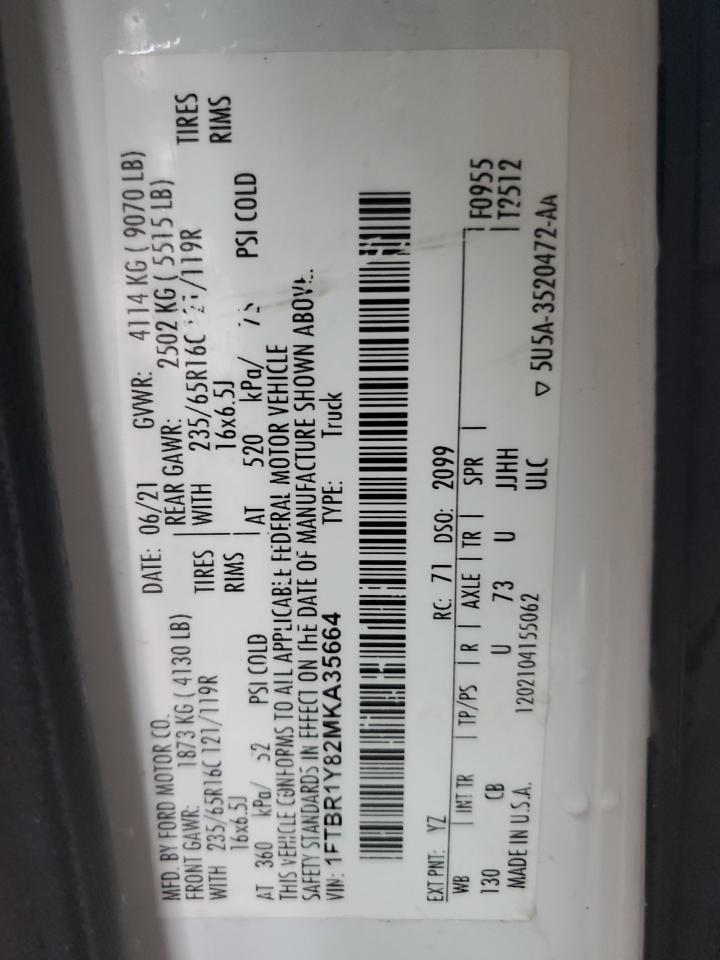 MFD. BY FORD MOTOR CO. DATE: 06/21 GVWR: 4114 KG ( 9070 LB)
FRONT GAWR: 1873 KG ( 4130 LB) REAR GAWR: 2502 KG ( 5515 LB)
WITH 235/65R16C 121/119R TIRES WITH 235/65R16C 121/119R TIRES
16x6.5J RIMS 16x6.5J RIMS
AT 360 kPa/ 52 PSI COLD AT 520 kPa/ 75 PSI COLD
THIS VEHICLE CONFORMS TO ALL APPLICABLE FEDERAL MOTOR VEHICLE
SAFETY STANDARDS IN EFFECT ON THE DATE OF MANUFACTURE SHOWN ABOVE.
VIN: 1FTBR1Y82MKA35664 TYPE: Truck
EXT PNT: YZ RC: 71 DSO: 2099
WB INT TR TP/PS R AXLE TR SPR F0955
130 CB U 73 U JJHH T2512
MADE IN U.S.A. 1202104155062 ULC
▽ 5U5A-3520472-AA